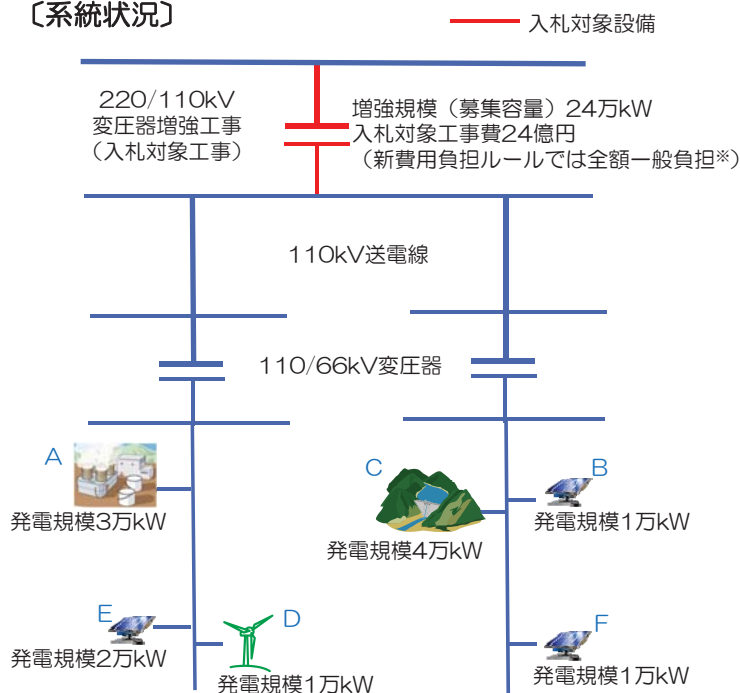 〔系統状況〕
入札対象設備
220/110kV
変圧器増強工事
（入札対象工事）
増強規模（募集容量）24万kW
入札対象工事費24億円
（新費用負担ルールでは全額一般負担※）
110kV送電線
110/66kV変圧器
A
発電規模3万kW
C
発電規模4万kW
B
発電規模1万kW
E
発電規模2万kW
D
発電規模1万kW
F
発電規模1万kW